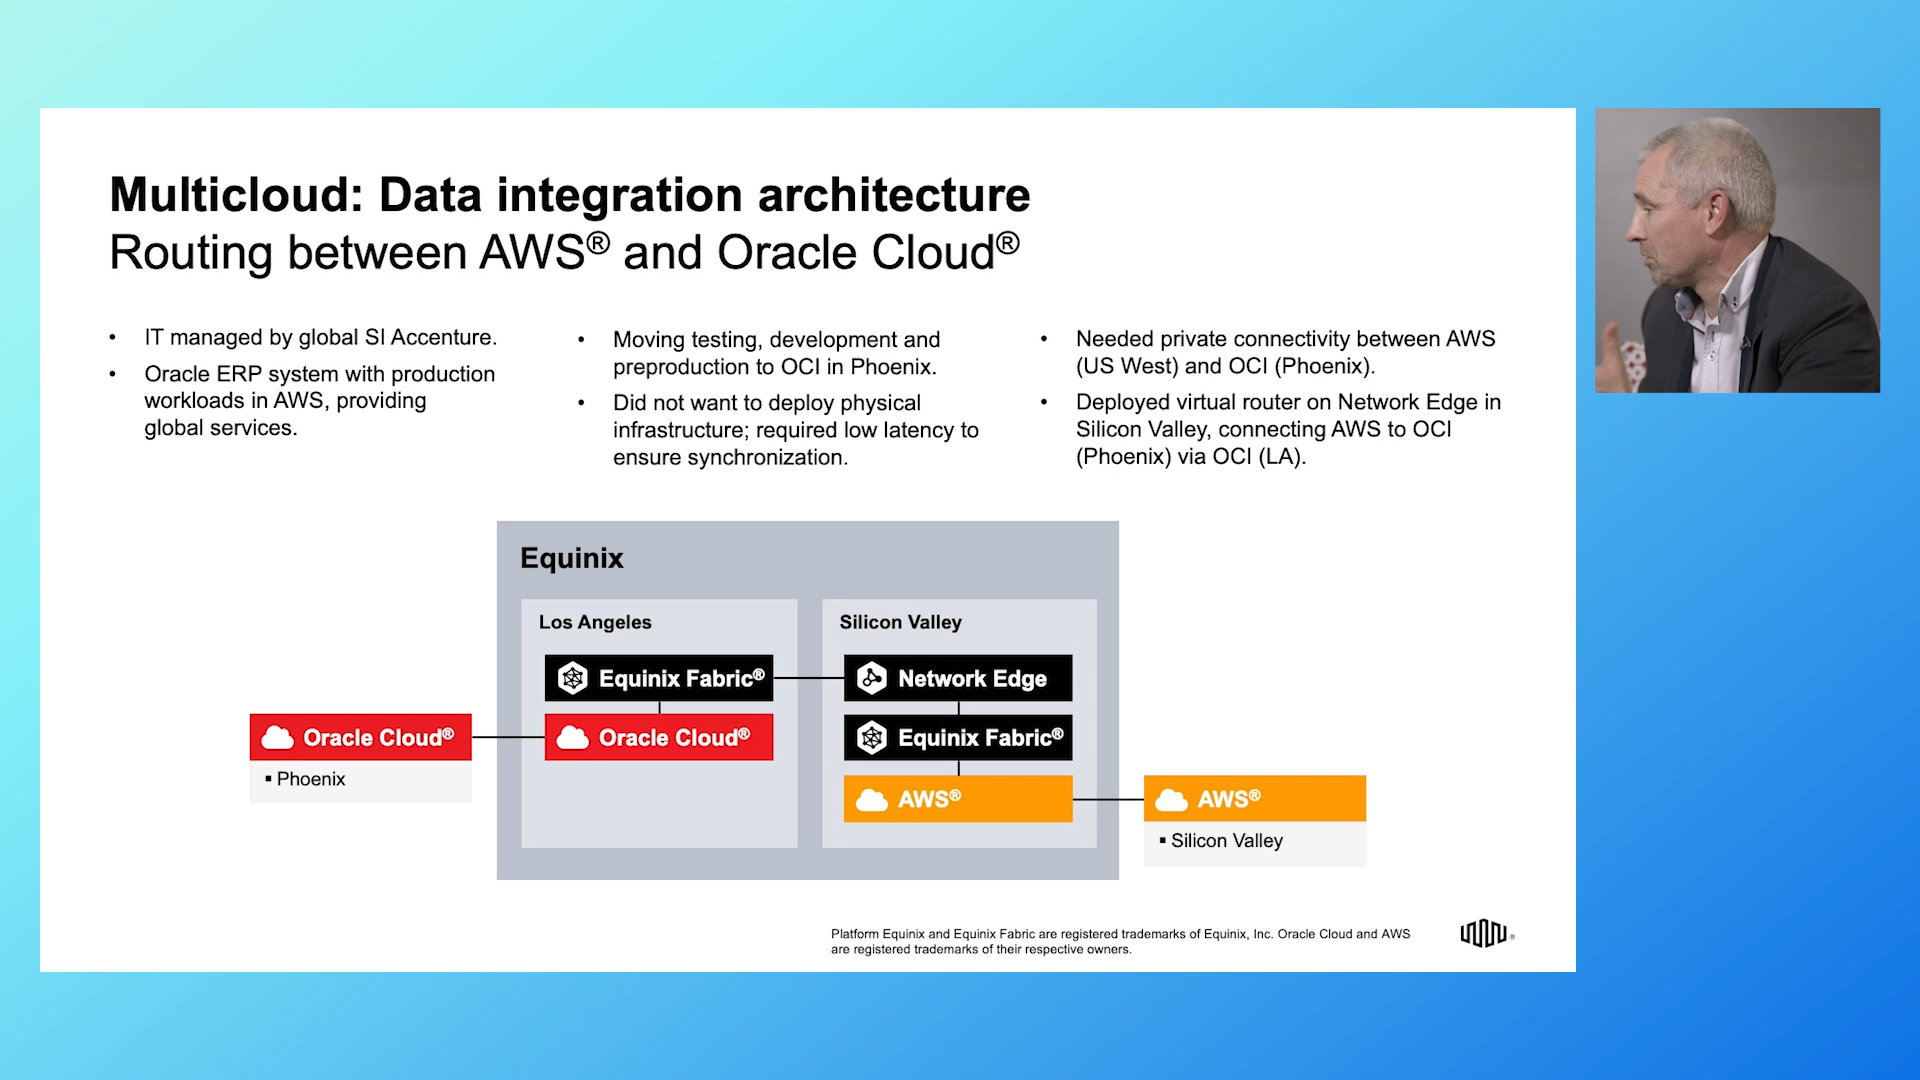 Multicloud: Data integration architecture
Routing between AWS® and Oracle Cloud®
• IT managed by global SI Accenture.
• Oracle ERP system with production
workloads in AWS, providing
global services.
• Moving testing, development and
preproduction to OCI in Phoenix.
• Did not want to deploy physical
infrastructure; required low latency to
ensure synchronization.
• Needed private connectivity between AWS
(US West) and OCI (Phoenix).
• Deployed virtual router on Network Edge in
Silicon Valley, connecting AWS to OCI
(Phoenix) via OCI (LA).
Equinix
Los Angeles
Equinix Fabric®
Oracle Cloud®
Silicon Valley
Network Edge
Equinix Fabric®
AWS®
Oracle Cloud®
▪ Phoenix
AWS®
▪ Silicon Valley
Platform Equinix and Equinix Fabric are registered trademarks of Equinix, Inc. Oracle Cloud and AWS
are registered trademarks of their respective owners.